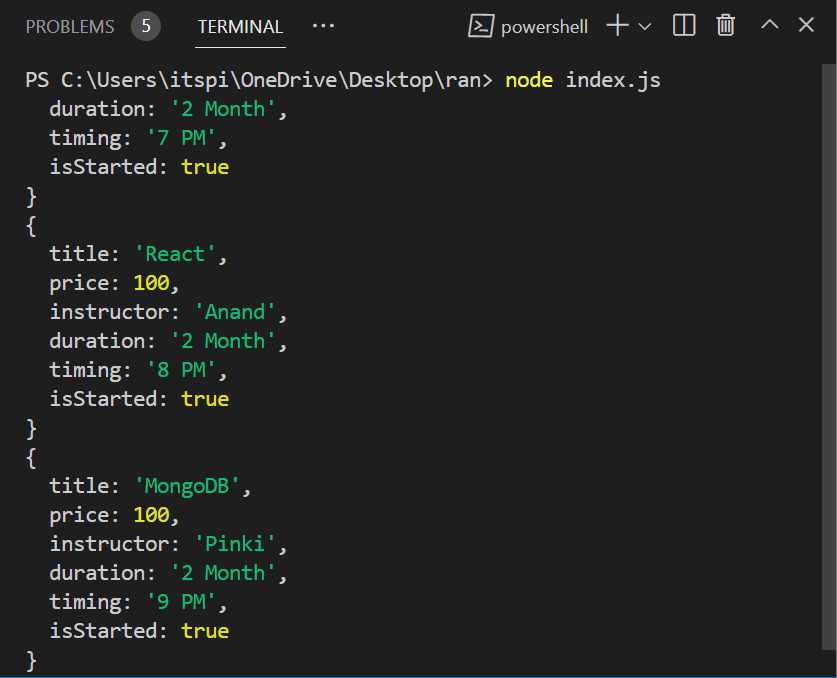 PROBLEMS 5 TERMINAL ··· powershell
PS C:\Users\itspi\OneDrive\Desktop\ran> node index.js
  duration: '2 Month',
  timing: '7 PM',
  isStarted: true
}
{
  title: 'React',
  price: 100,
  instructor: 'Anand',
  duration: '2 Month',
  timing: '8 PM',
  isStarted: true
}
{
  title: 'MongoDB',
  price: 100,
  instructor: 'Pinki',
  duration: '2 Month',
  timing: '9 PM',
  isStarted: true
}